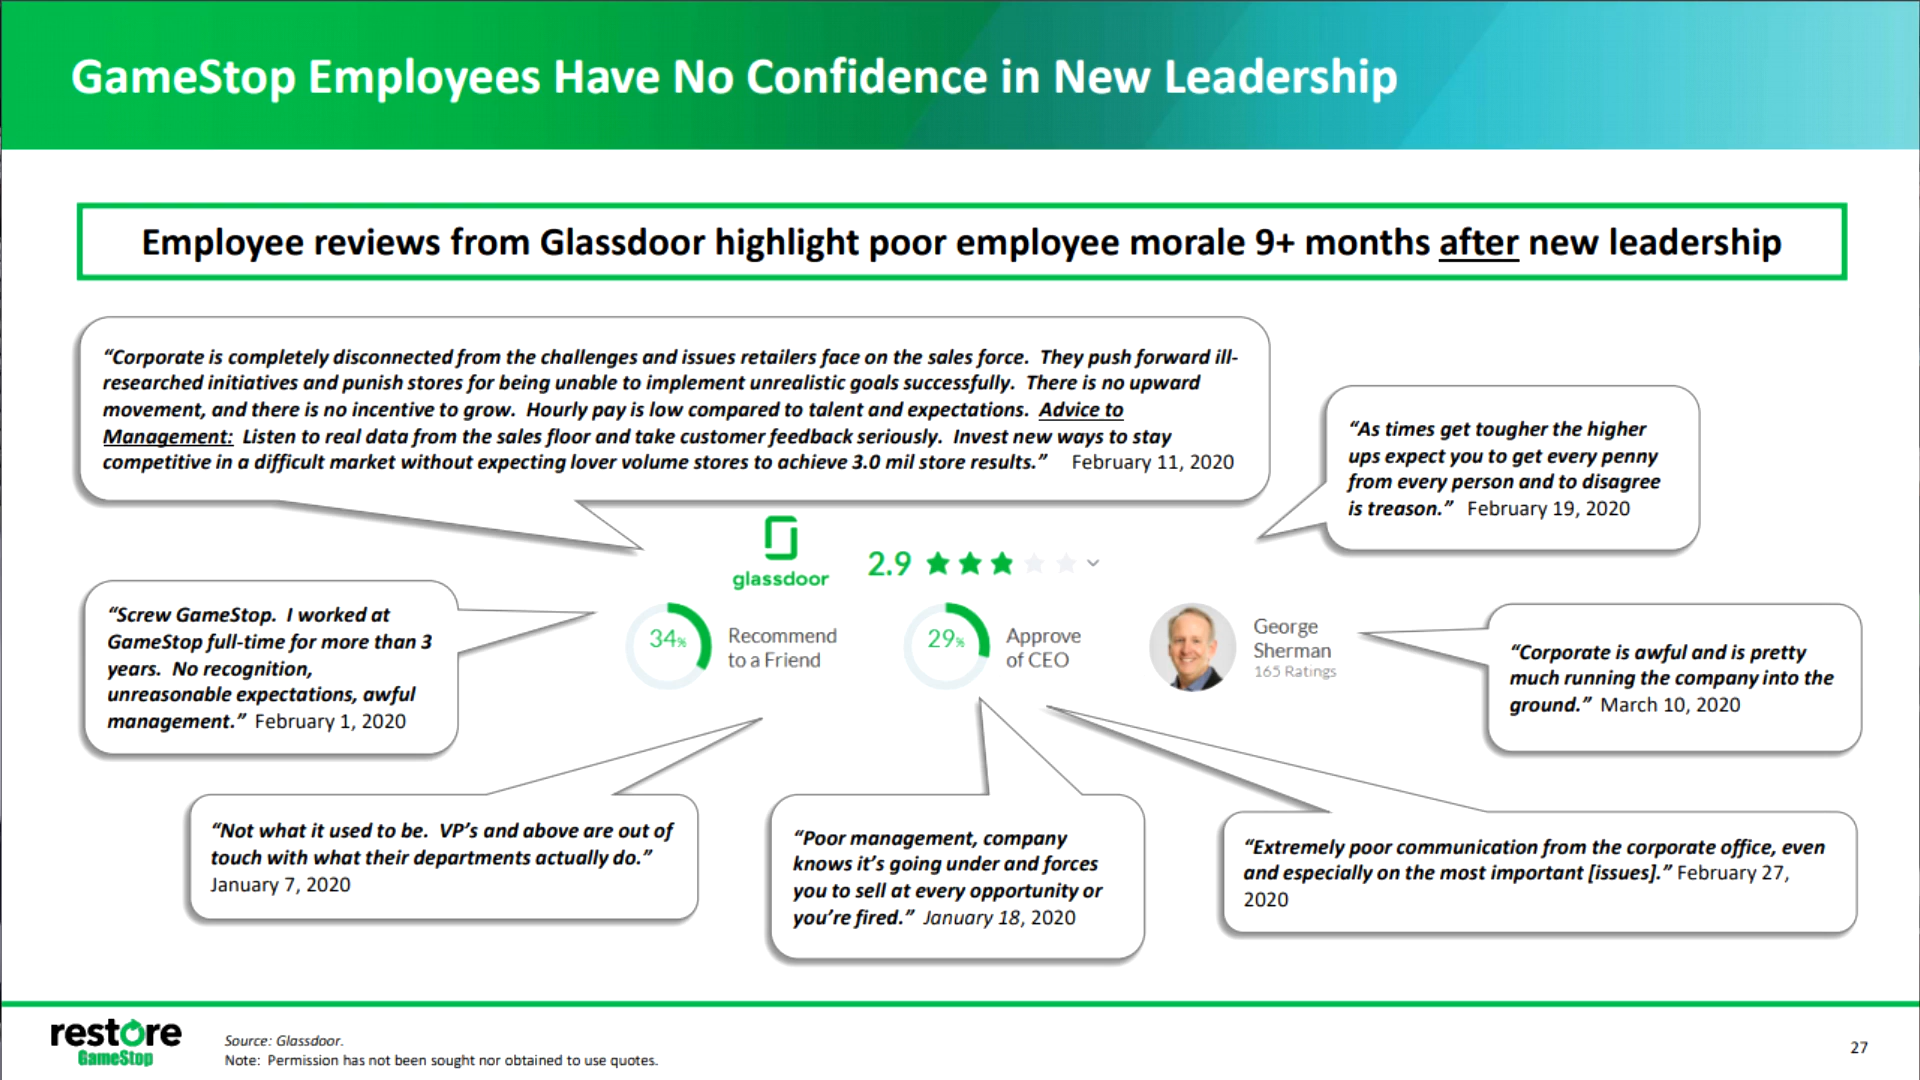 GameStop Employees Have No Confidence in New Leadership
Employee reviews from Glassdoor highlight poor employee morale 9+ months after new leadership
“Corporate is completely disconnected from the challenges and issues retailers face on the sales force. They push forward ill-
researched initiatives and punish stores for being unable to implement unrealistic goals successfully. There is no upward
movement, and there is no incentive to grow. Hourly pay is low compared to talent and expectations. Advice to
Management: Listen to real data from the sales floor and take customer feedback seriously. Invest new ways to stay
competitive in a difficult market without expecting lover volume stores to achieve 3.0 mil store results.” February 11, 2020
“As times get tougher the higher
ups expect you to get every penny
from every person and to disagree
is treason.” February 19, 2020
glassdoor
2.9
“Screw GameStop. I worked at
GameStop full-time for more than 3
years. No recognition,
unreasonable expectations, awful
management.” February 1, 2020
34%
Recommend
to a Friend
29%
Approve
of CEO
George
Sherman
165 Ratings
“Corporate is awful and is pretty
much running the company into the
ground.” March 10, 2020
“Not what it used to be. VP’s and above are out of
touch with what their departments actually do.”
January 7, 2020
“Poor management, company
knows it’s going under and forces
you to sell at every opportunity or
you’re fired.” January 18, 2020
“Extremely poor communication from the corporate office, even
and especially on the most important [issues].” February 27,
2020
restore
GameStop
Source: Glassdoor.
Note: Permission has not been sought nor obtained to use quotes.
27